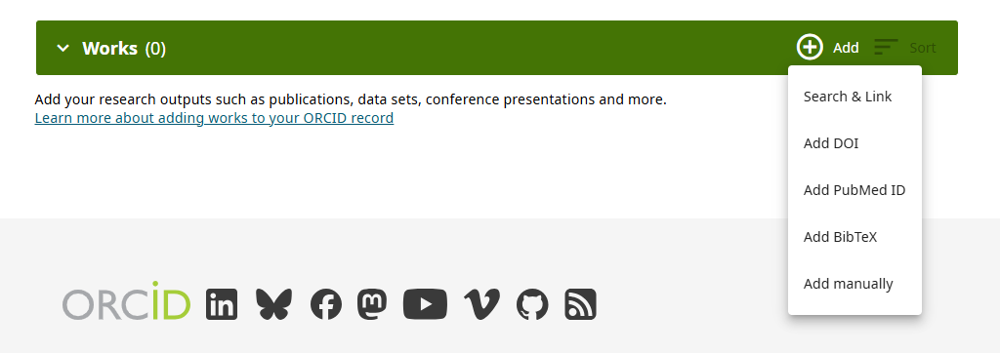 Works (0)
Add
Sort
Add your research outputs such as publications, data sets, conference presentations and more.
Learn more about adding works to your ORCID record
Search & Link
Add DOI
Add PubMed ID
Add BibTeX
Add manually
ORCiD
in